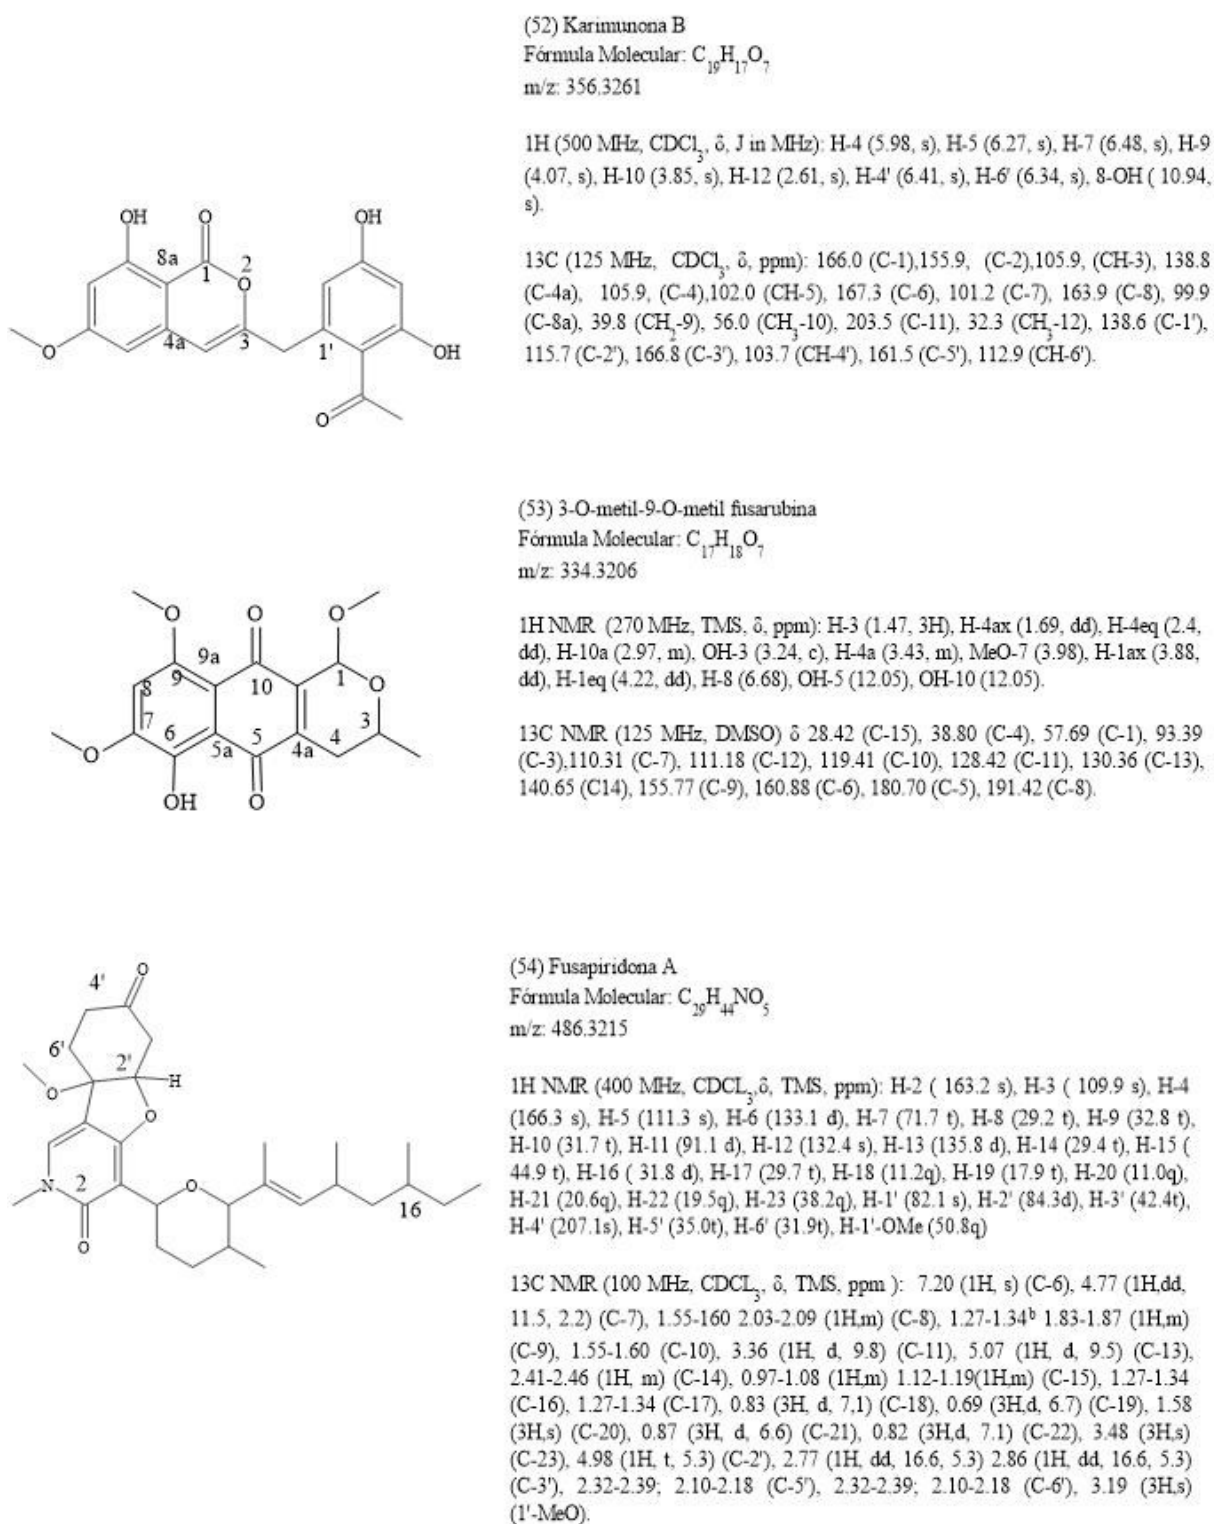 (52) Karimunona B
Fórmula Molecular: C19H17O7
m/z: 356.3261
1H (500 MHz, CDCl3, δ, J in MHz): H-4 (5.98, s), H-5 (6.27, s), H-7 (6.48, s), H-9
(4.07, s), H-10 (3.85, s), H-12 (2.61, s), H-4' (6.41, s), H-6' (6.34, s), 8-OH ( 10.94,
s).
13C (125 MHz, CDCl3, δ, ppm): 166.0 (C-1),155.9, (C-2),105.9, (CH-3), 138.8
(C-4a), 105.9, (C-4),102.0 (CH-5), 167.3 (C-6), 101.2 (C-7), 163.9 (C-8), 99.9
(C-8a), 39.8 (CH2-9), 56.0 (CH3-10), 203.5 (C-11), 32.3 (CH3-12), 138.6 (C-1'),
115.7 (C-2'), 166.8 (C-3'), 103.7 (CH-4'), 161.5 (C-5'), 112.9 (CH-6').
OH O OH
8a 1 2
O
O 4a 3 1' OH
O
(53) 3-O-metil-9-O-metil fusarubina
Fórmula Molecular: C17H18O7
m/z: 334.3206
1H NMR (270 MHz, TMS, δ, ppm): H-3 (1.47, 3H), H-4ax (1.69, dd), H-4eq (2.4,
dd), H-10a (2.97, m), OH-3 (3.24, c), H-4a (3.43, m), MeO-7 (3.98), H-1ax (3.88,
dd), H-1eq (4.22, dd), H-8 (6.68), OH-5 (12.05), OH-10 (12.05).
13C NMR (125 MHz, DMSO) δ 28.42 (C-15), 38.80 (C-4), 57.69 (C-1), 93.39
(C-3),110.31 (C-7), 111.18 (C-12), 119.41 (C-10), 128.42 (C-11), 130.36 (C-13),
140.65 (C14), 155.77 (C-9), 160.88 (C-6), 180.70 (C-5), 191.42 (C-8).
O O O
9a
8 9 10 1 O
7 3
O 6 5a 5 4a 4
OH O
(54) Fusapiridona A
Fórmula Molecular: C29H44NO5
m/z: 486.3215
1H NMR (400 MHz, CDCL3,δ, TMS, ppm): H-2 ( 163.2 s), H-3 ( 109.9 s), H-4
(166.3 s), H-5 (111.3 s), H-6 (133.1 d), H-7 (71.7 t), H-8 (29.2 t), H-9 (32.8 t),
H-10 (31.7 t), H-11 (91.1 d), H-12 (132.4 s), H-13 (135.8 d), H-14 (29.4 t), H-15 (
44.9 t), H-16 ( 31.8 d), H-17 (29.7 t), H-18 (11.2q), H-19 (17.9 t), H-20 (11.0q),
H-21 (20.6q), H-22 (19.5q), H-23 (38.2q), H-1' (82.1 s), H-2' (84.3d), H-3' (42.4t),
H-4' (207.1s), H-5' (35.0t), H-6' (31.9t), H-1'-OMe (50.8q)
13C NMR (100 MHz, CDCL3, δ, TMS, ppm ): 7.20 (1H, s) (C-6), 4.77 (1H,dd,
11.5, 2.2) (C-7), 1.55-160 2.03-2.09 (1H,m) (C-8), 1.27-1.34b 1.83-1.87 (1H,m)
(C-9), 1.55-1.60 (C-10), 3.36 (1H, d, 9.8) (C-11), 5.07 (1H, d, 9.5) (C-13),
2.41-2.46 (1H, m) (C-14), 0.97-1.08 (1H,m) 1.12-1.19(1H,m) (C-15), 1.27-1.34
(C-16), 1.27-1.34 (C-17), 0.83 (3H, d, 7,1) (C-18), 0.69 (3H,d, 6.7) (C-19), 1.58
(3H,s) (C-20), 0.87 (3H, d, 6.6) (C-21), 0.82 (3H,d, 7.1) (C-22), 3.48 (3H,s)
(C-23), 4.98 (1H, t, 5.3) (C-2'), 2.77 (1H, dd, 16.6, 5.3) 2.86 (1H, dd, 16.6, 5.3)
(C-3'), 2.32-2.39; 2.10-2.18 (C-5'), 2.32-2.39; 2.10-2.18 (C-6'), 3.19 (3H,s)
(1'-MeO).
4' O
6' 2'
O H
O
N 2 O 16
O